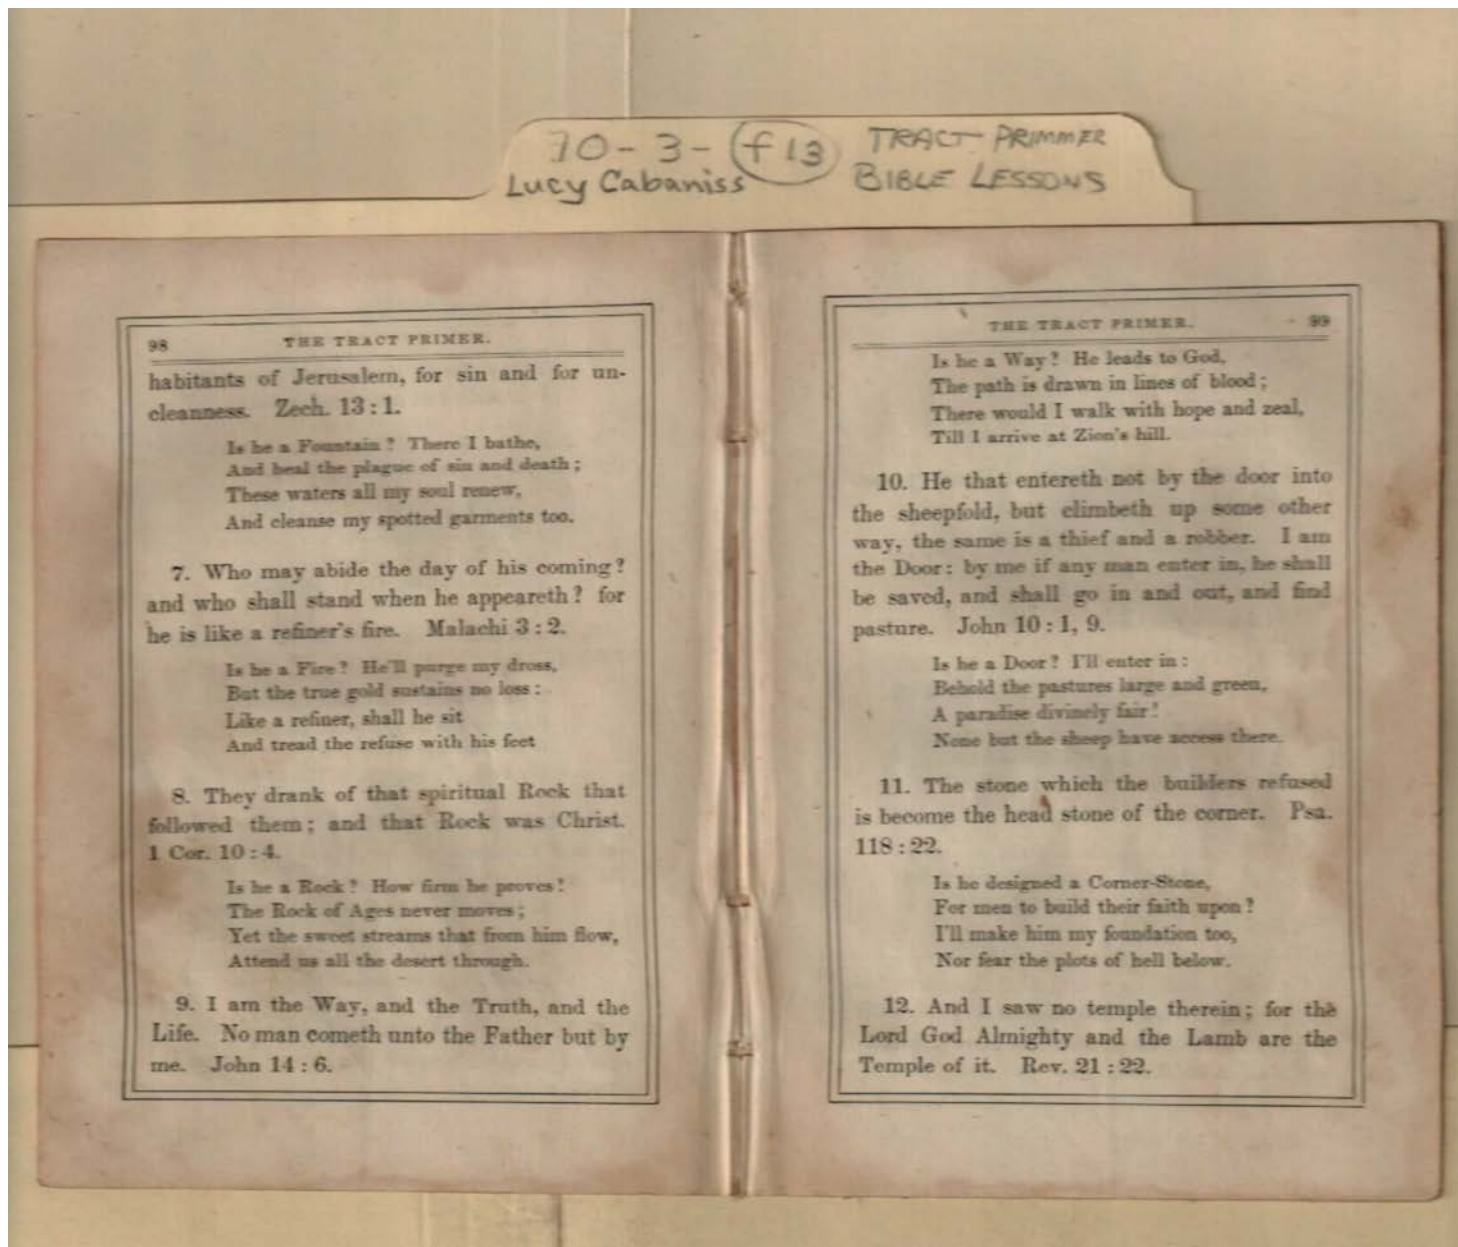 70-3-f13 TRACT PRIMMER
Lucy Cabaniss BIBLE LESSONS
98 THE TRACT PRIMER.
habitants of Jerusalem, for sin and for un-
cleanness. Zech. 13 : 1.
Is he a Fountain? There I bathe,
And heal the plague of sin and death;
These waters all my soul renew,
And cleanse my spotted garments too.
7. Who may abide the day of his coming?
and who shall stand when he appeareth? for
he is like a refiner's fire. Malachi 3 : 2.
Is he a Fire? He'll purge my dross,
But the true gold sustains no loss:
Like a refiner, shall he sit
And tread the refuse with his feet
8. They drank of that spiritual Rock that
followed them; and that Rock was Christ.
1 Cor. 10 : 4.
Is he a Rock? How firm he proves!
The Rock of Ages never moves;
Yet the sweet streams that from him flow,
Attend us all the desert through.
9. I am the Way, and the Truth, and the
Life. No man cometh unto the Father but by
me. John 14 : 6.
THE TRACT PRIMER. 99
Is he a Way? He leads to God,
The path is drawn in lines of blood;
There would I walk with hope and zeal,
Till I arrive at Zion's hill.
10. He that entereth not by the door into
the sheepfold, but climbeth up some other
way, the same is a thief and a robber. I am
the Door: by me if any man enter in, he shall
be saved, and shall go in and out, and find
pasture. John 10 : 1, 9.
Is he a Door? I'll enter in:
Behold the pastures large and green,
A paradise divinely fair!
None but the sheep have access there.
11. The stone which the builders refused
is become the head stone of the corner. Psa.
118 : 22.
Is he designed a Corner-Stone,
For men to build their faith upon?
I'll make him my foundation too,
Nor fear the plots of hell below.
12. And I saw no temple therein; for the
Lord God Almighty and the Lamb are the
Temple of it. Rev. 21 : 22.